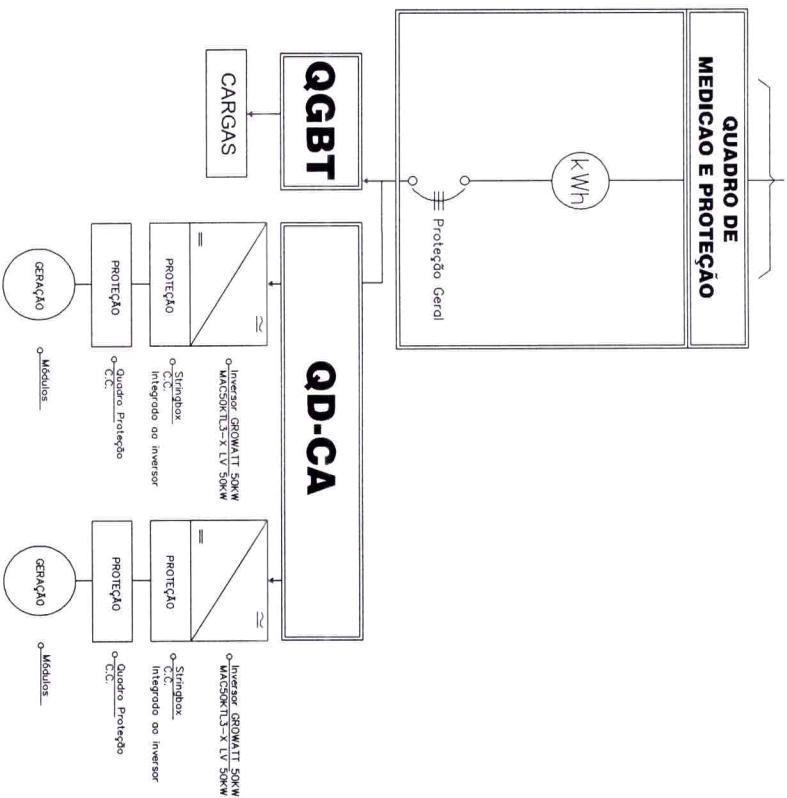 QUADRO DE
MEDICAO E PROTEÇÃO
kWh
Proteção Geral
QGBT
CARGAS
QD-CA
Inversor GROWATT 50KW
MAC50KTL3-X LV 50KW
PROTEÇÃO
Stringbox
C.C.
Integrado ao inversor
PROTEÇÃO
Quadro Proteção
C.C.
GERAÇÃO
Módulos
Inversor GROWATT 50KW
MAC50KTL3-X LV 50KW
PROTEÇÃO
Stringbox
C.C.
Integrado ao inversor
PROTEÇÃO
Quadro Proteção
C.C.
GERAÇÃO
Módulos